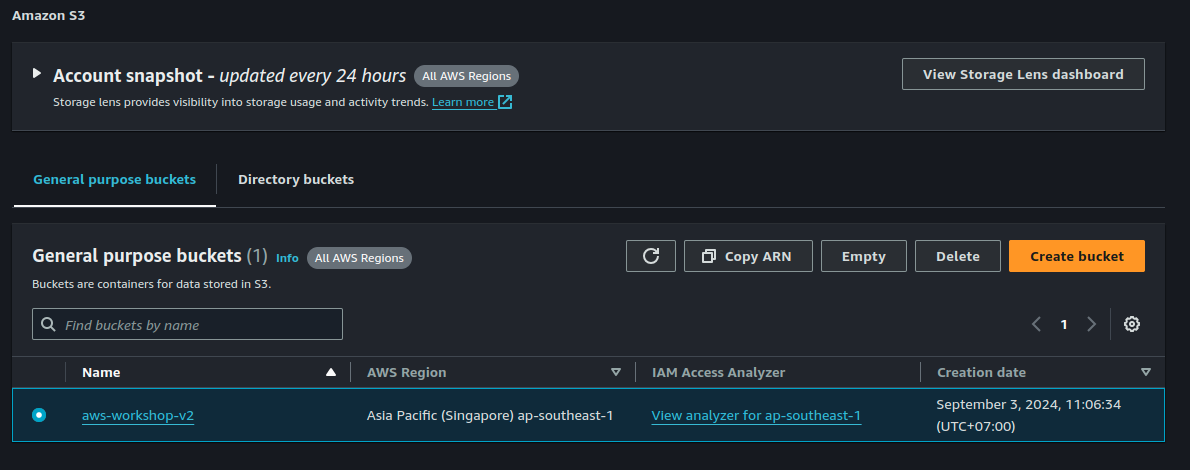 Amazon S3
Account snapshot - updated every 24 hours All AWS Regions
View Storage Lens dashboard
Storage lens provides visibility into storage usage and activity trends. Learn more
General purpose buckets Directory buckets
General purpose buckets (1) Info All AWS Regions
Copy ARN Empty Delete Create bucket
Buckets are containers for data stored in S3.
Find buckets by name
1
Name AWS Region IAM Access Analyzer Creation date
aws-workshop-v2 Asia Pacific (Singapore) ap-southeast-1 View analyzer for ap-southeast-1 September 3, 2024, 11:06:34
(UTC+07:00)